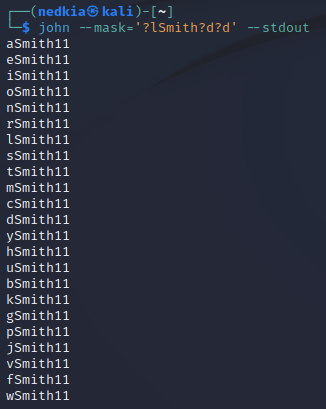 ┌──(nedkia㉿kali)-[~]
└─$ john --mask='?lSmith?d?d' --stdout
aSmith11
eSmith11
iSmith11
oSmith11
nSmith11
rSmith11
lSmith11
sSmith11
tSmith11
mSmith11
cSmith11
dSmith11
ySmith11
hSmith11
uSmith11
bSmith11
kSmith11
gSmith11
pSmith11
jSmith11
vSmith11
fSmith11
wSmith11